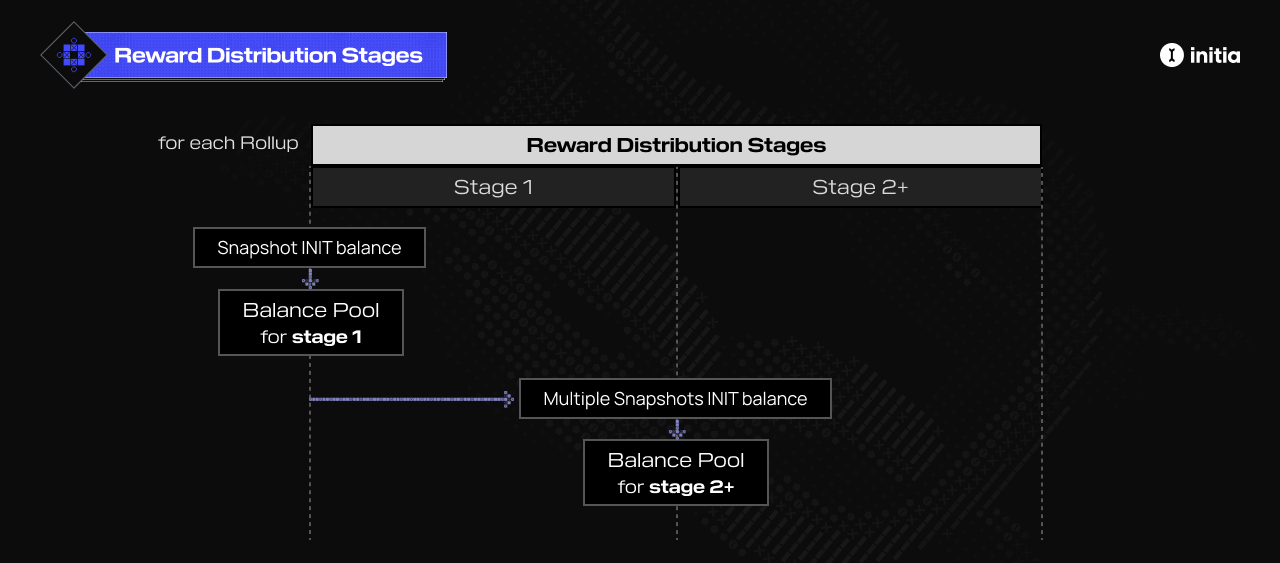 Reward Distribution Stages
initia
for each Rollup
Reward Distribution Stages
Stage 1
Stage 2+
Snapshot INIT balance
Balance Pool
for stage 1
Multiple Snapshots INIT balance
Balance Pool
for stage 2+